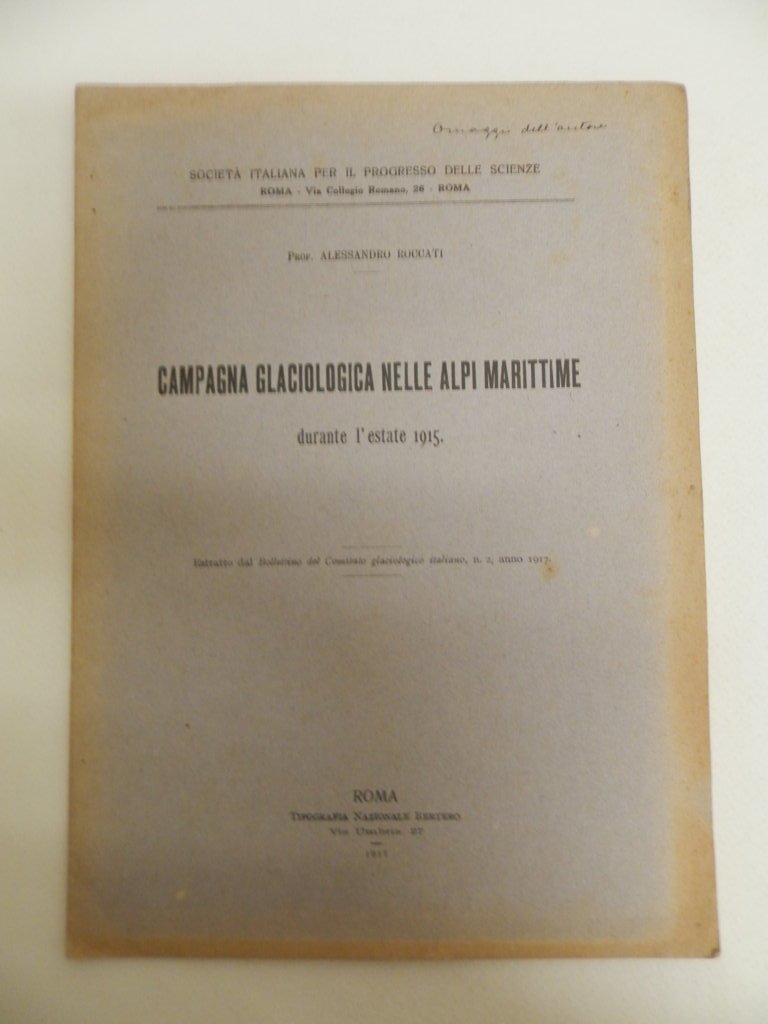 Omaggio dell'autore
SOCIETÀ ITALIANA PER IL PROGRESSO DELLE SCIENZE
ROMA - Via Collegio Romano, 26 - ROMA
Prof. ALESSANDRO ROCCATI
CAMPAGNA GLACIOLOGICA NELLE ALPI MARITTIME
durante l'estate 1915.
Estratto dal Bollettino del Comitato glaciologico italiano, n. 2, anno 1917.
ROMA
Tipografia Nazionale Bertero
Via Umbria 27
1917